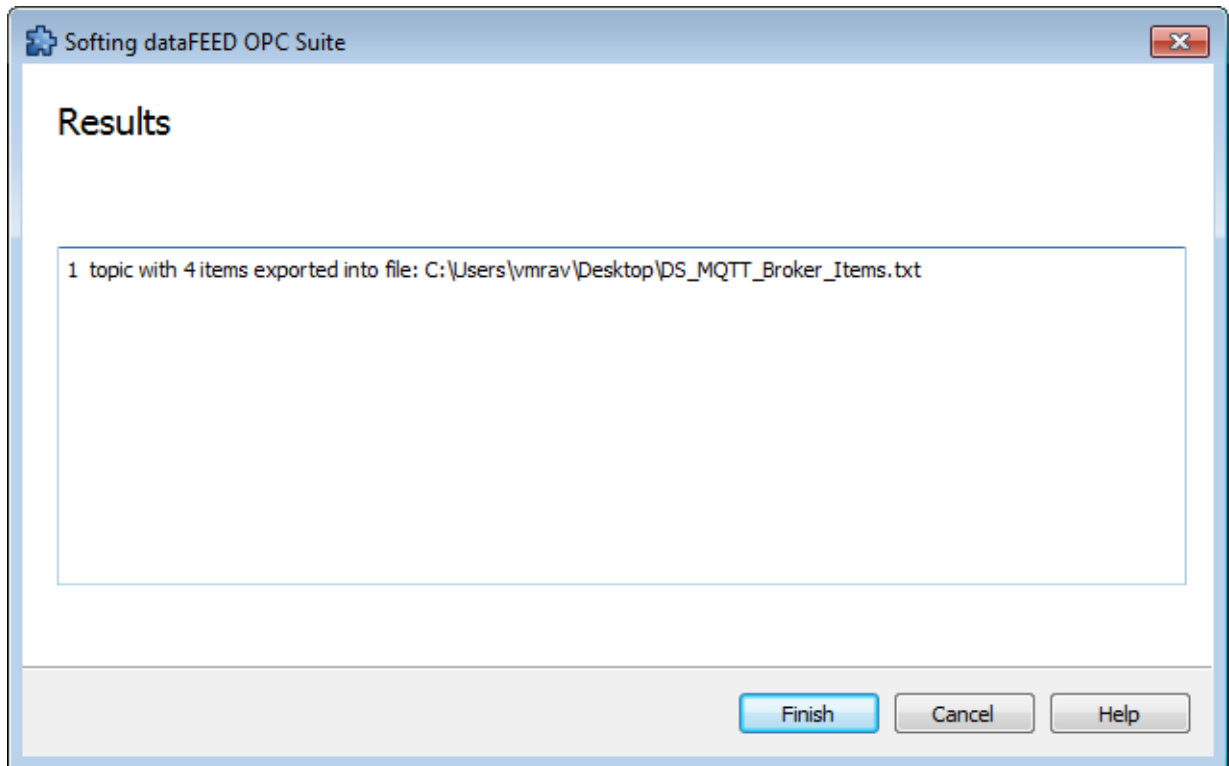 Softing dataFEED OPC Suite
Results
1 topic with 4 items exported into file: C:\Users\vmrav\Desktop\DS_MQTT_Broker_Items.txt
Finish Cancel Help